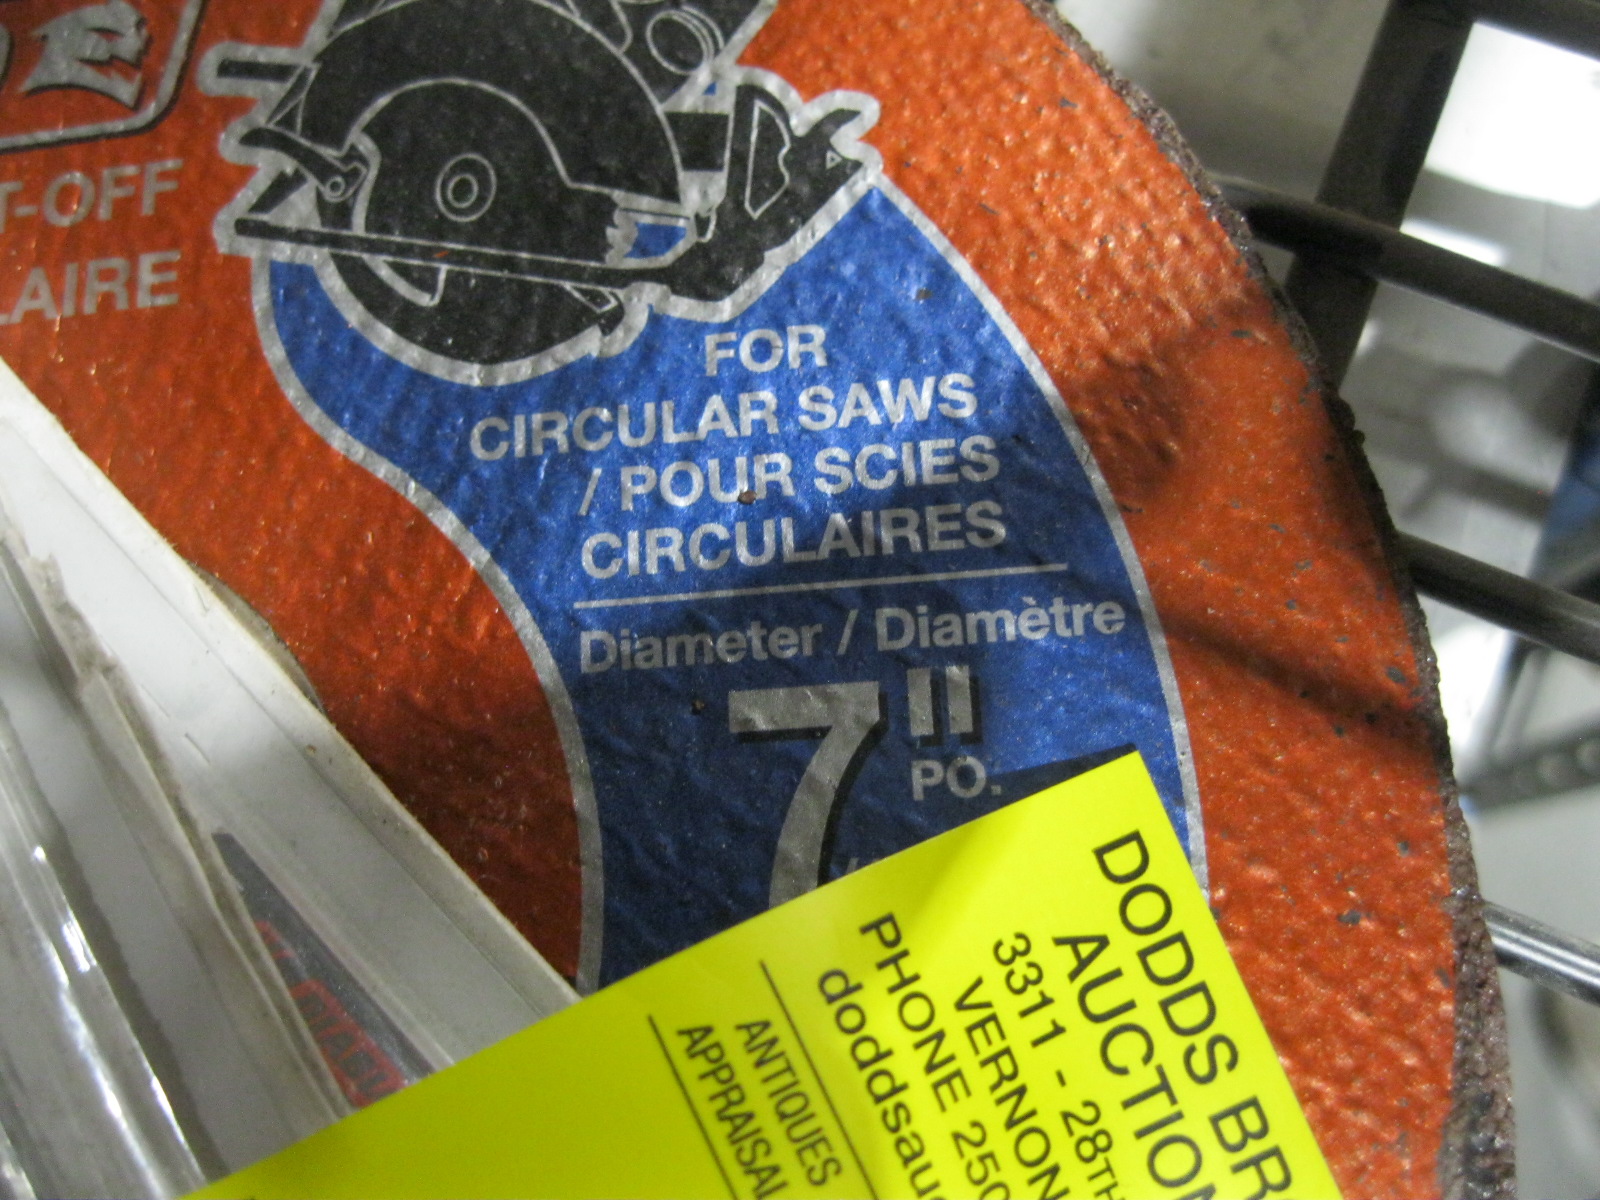 T-OFF
LAIRE
FOR
CIRCULAR SAWS
/ POUR SCIES
CIRCULAIRES
Diameter / Diamètre
7"
PO.
DODDS BR
AUCTION
3311 - 28TH
VERNON
PHONE 250
doddsauc
ANTIQUES
APPRAISAL